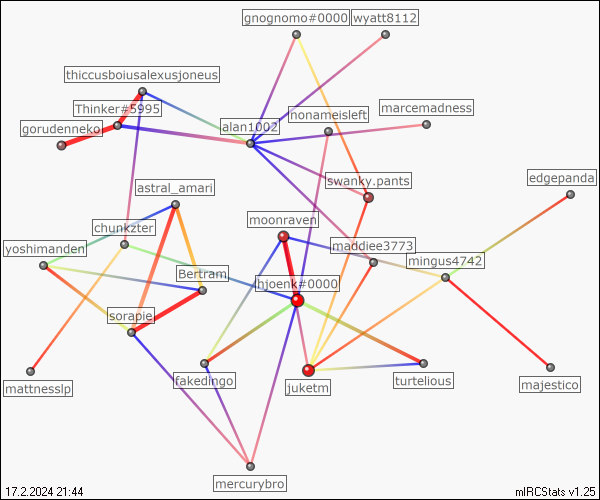 gnognomo#0000
wyatt8112
thiccusboiusalexusjoneus
Thinker#5995
nonameisleft
marcemadness
gorudenneko
alan1002
swanky.pants
edgepanda
astral_amari
moonraven
chunkzter
maddiee3773
yoshimanden
mingus4742
Bertram
hjoenk#0000
sorapie
mattnesslp
fakedingo
juketm
turtelious
majestico
mercurybro
17.2.2024 21:44
mIRCStats v1.25